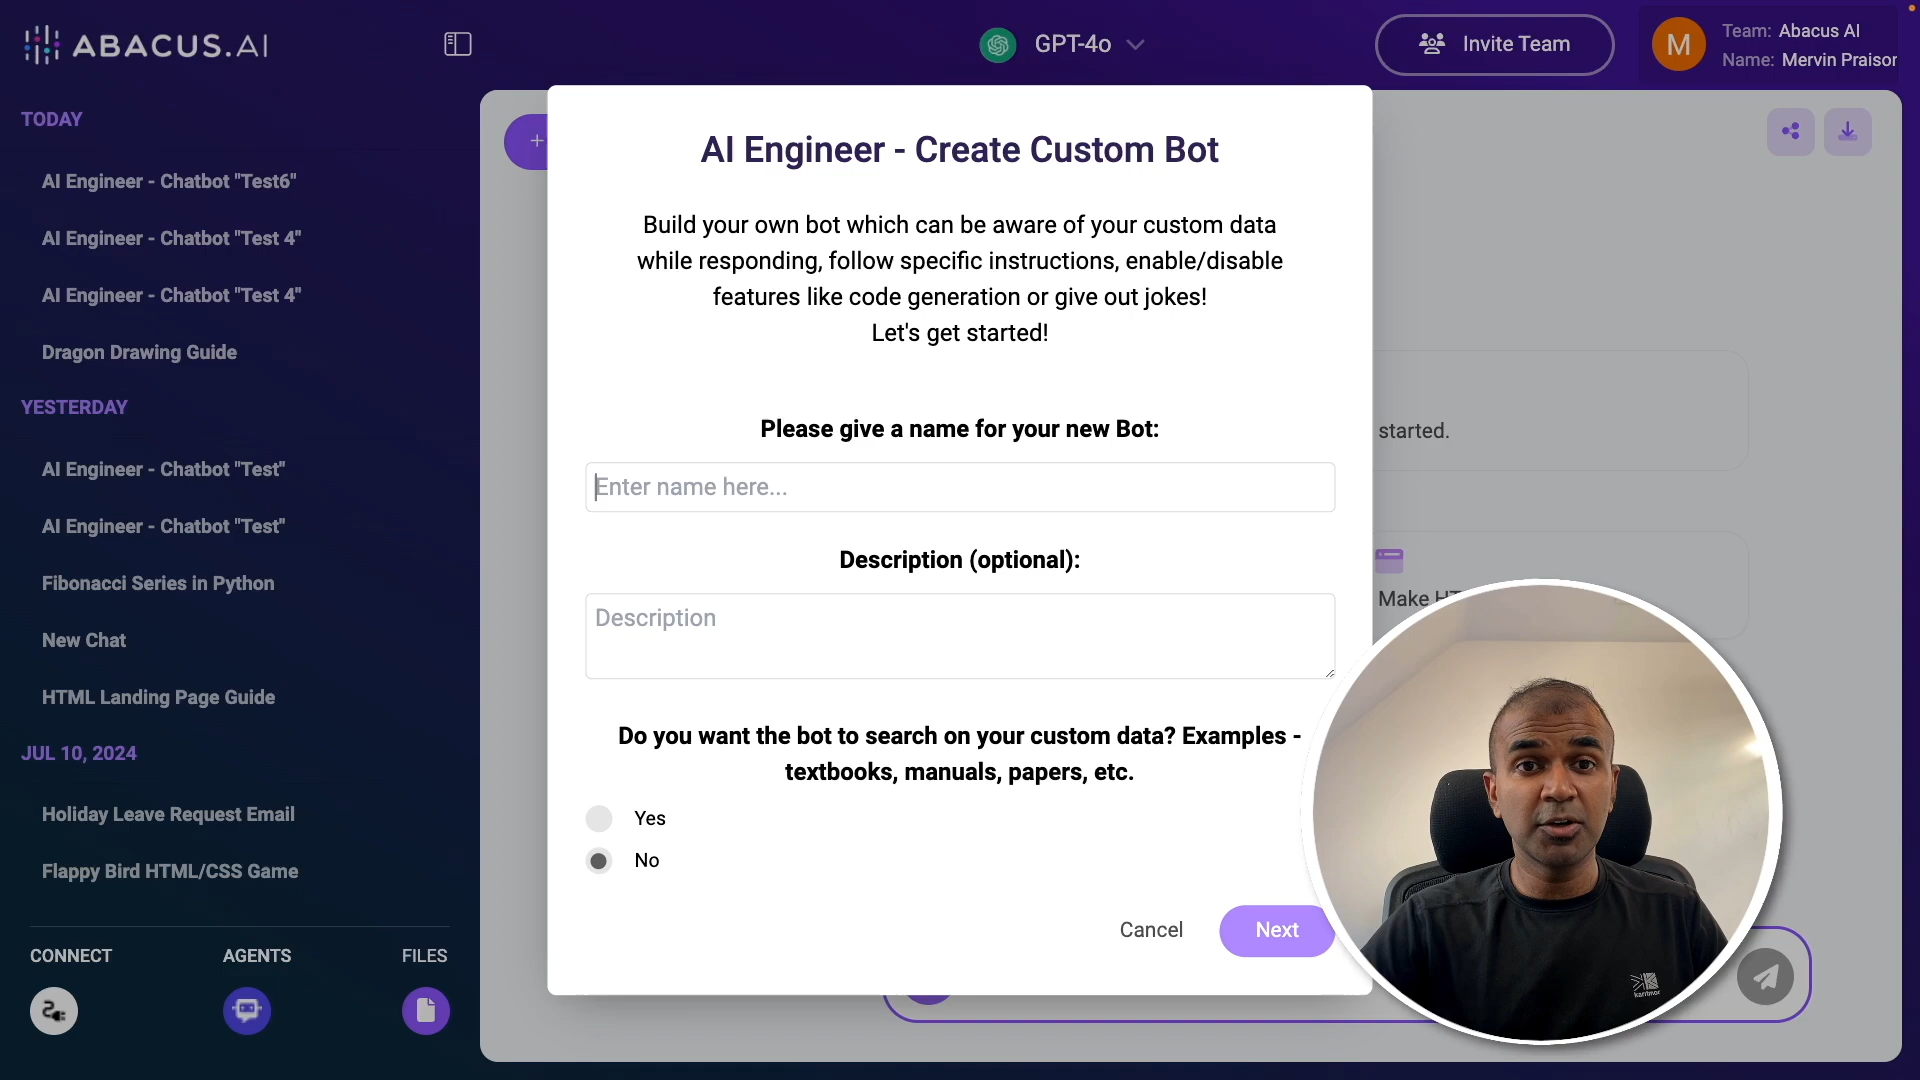 ABACUS.AI
GPT-4o
Invite Team
M
Team: Abacus AI
Name: Mervin Praison
TODAY
AI Engineer - Chatbot "Test6"
AI Engineer - Chatbot "Test 4"
AI Engineer - Chatbot "Test 4"
Dragon Drawing Guide
YESTERDAY
AI Engineer - Chatbot "Test"
AI Engineer - Chatbot "Test"
Fibonacci Series in Python
New Chat
HTML Landing Page Guide
JUL 10, 2024
Holiday Leave Request Email
Flappy Bird HTML/CSS Game
CONNECT
AGENTS
FILES
+
AI Engineer - Create Custom Bot
Build your own bot which can be aware of your custom data
while responding, follow specific instructions, enable/disable
features like code generation or give out jokes!
Let's get started!
Please give a name for your new Bot:
Enter name here...
Description (optional):
Description
Do you want the bot to search on your custom data? Examples -
textbooks, manuals, papers, etc.
Yes
No
Cancel
Next
started.
Make
karrimor